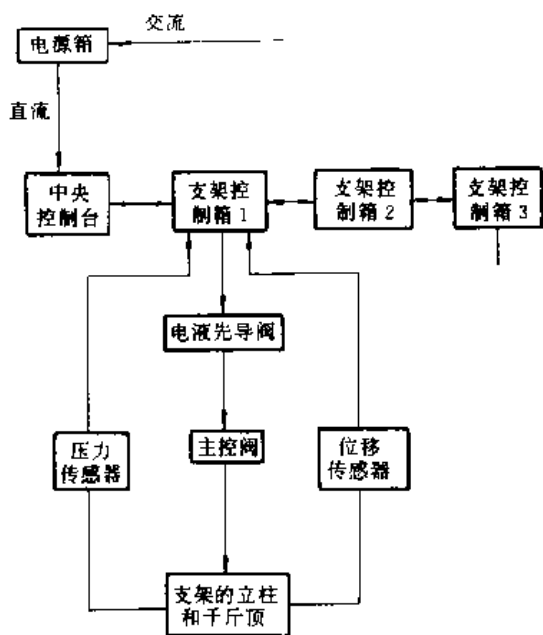 交流
电源箱
直流
中央
控制台
支架控
制箱1
支架控
制箱2
支架控
制箱3
电液先导阀
压力
传感器
主控阀
位移
传感器
支架的立柱
和千斤顶